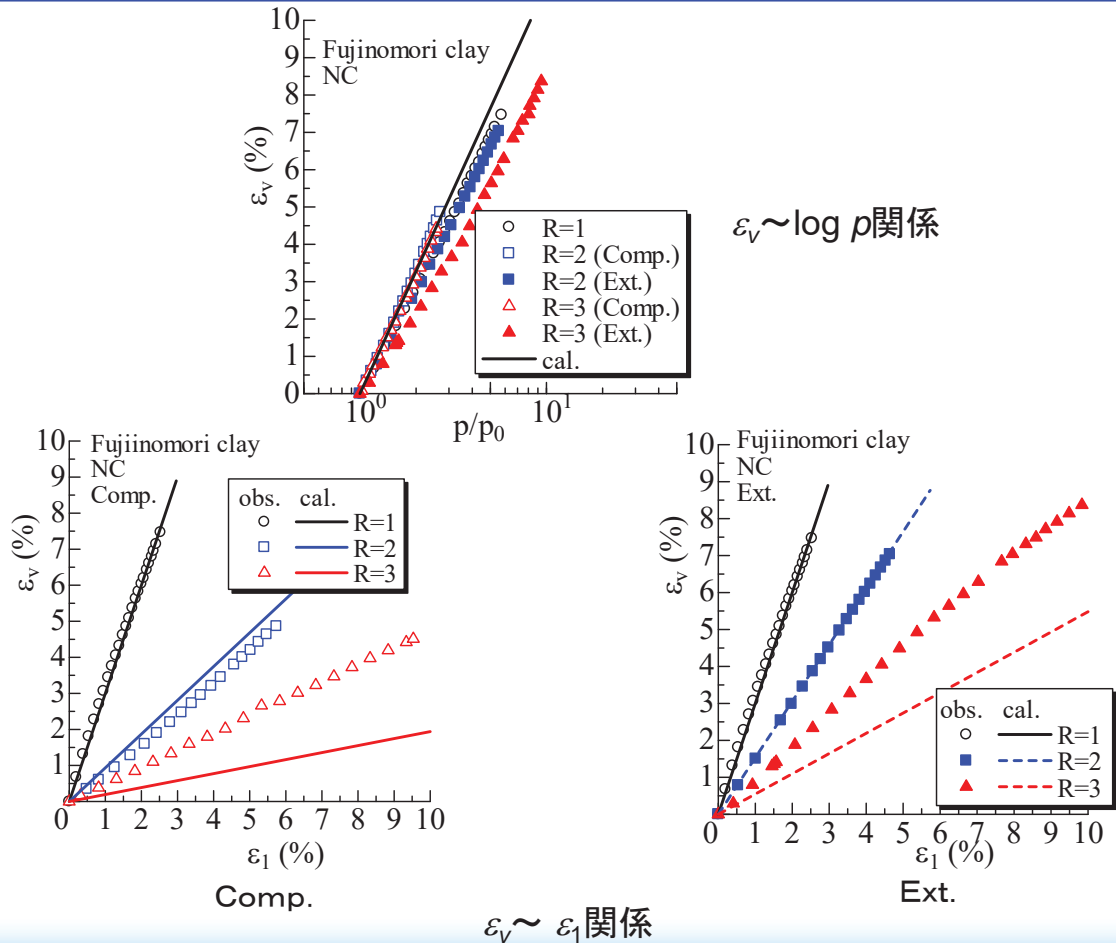 10
9
8
7
6
5
4
3
2
1
0
εv (%)
Fujinomori clay
NC
R=1
R=2 (Comp.)
R=2 (Ext.)
R=3 (Comp.)
R=3 (Ext.)
cal.
10⁰ 10¹
p/p₀
εv～log p関係
10
9
8
7
6
5
4
3
2
1
εv (%)
Fujiinomori clay
NC
Comp.
obs. cal.
R=1
R=2
R=3
0 1 2 3 4 5 6 7 8 9 10
ε₁ (%)
Comp.
10
9
8
7
6
5
4
3
2
1
0
εv (%)
Fujiinomori clay
NC
Ext.
obs. cal.
R=1
R=2
R=3
0 1 2 3 4 5 6 7 8 9 10
ε₁ (%)
Ext.
εv～ ε₁関係